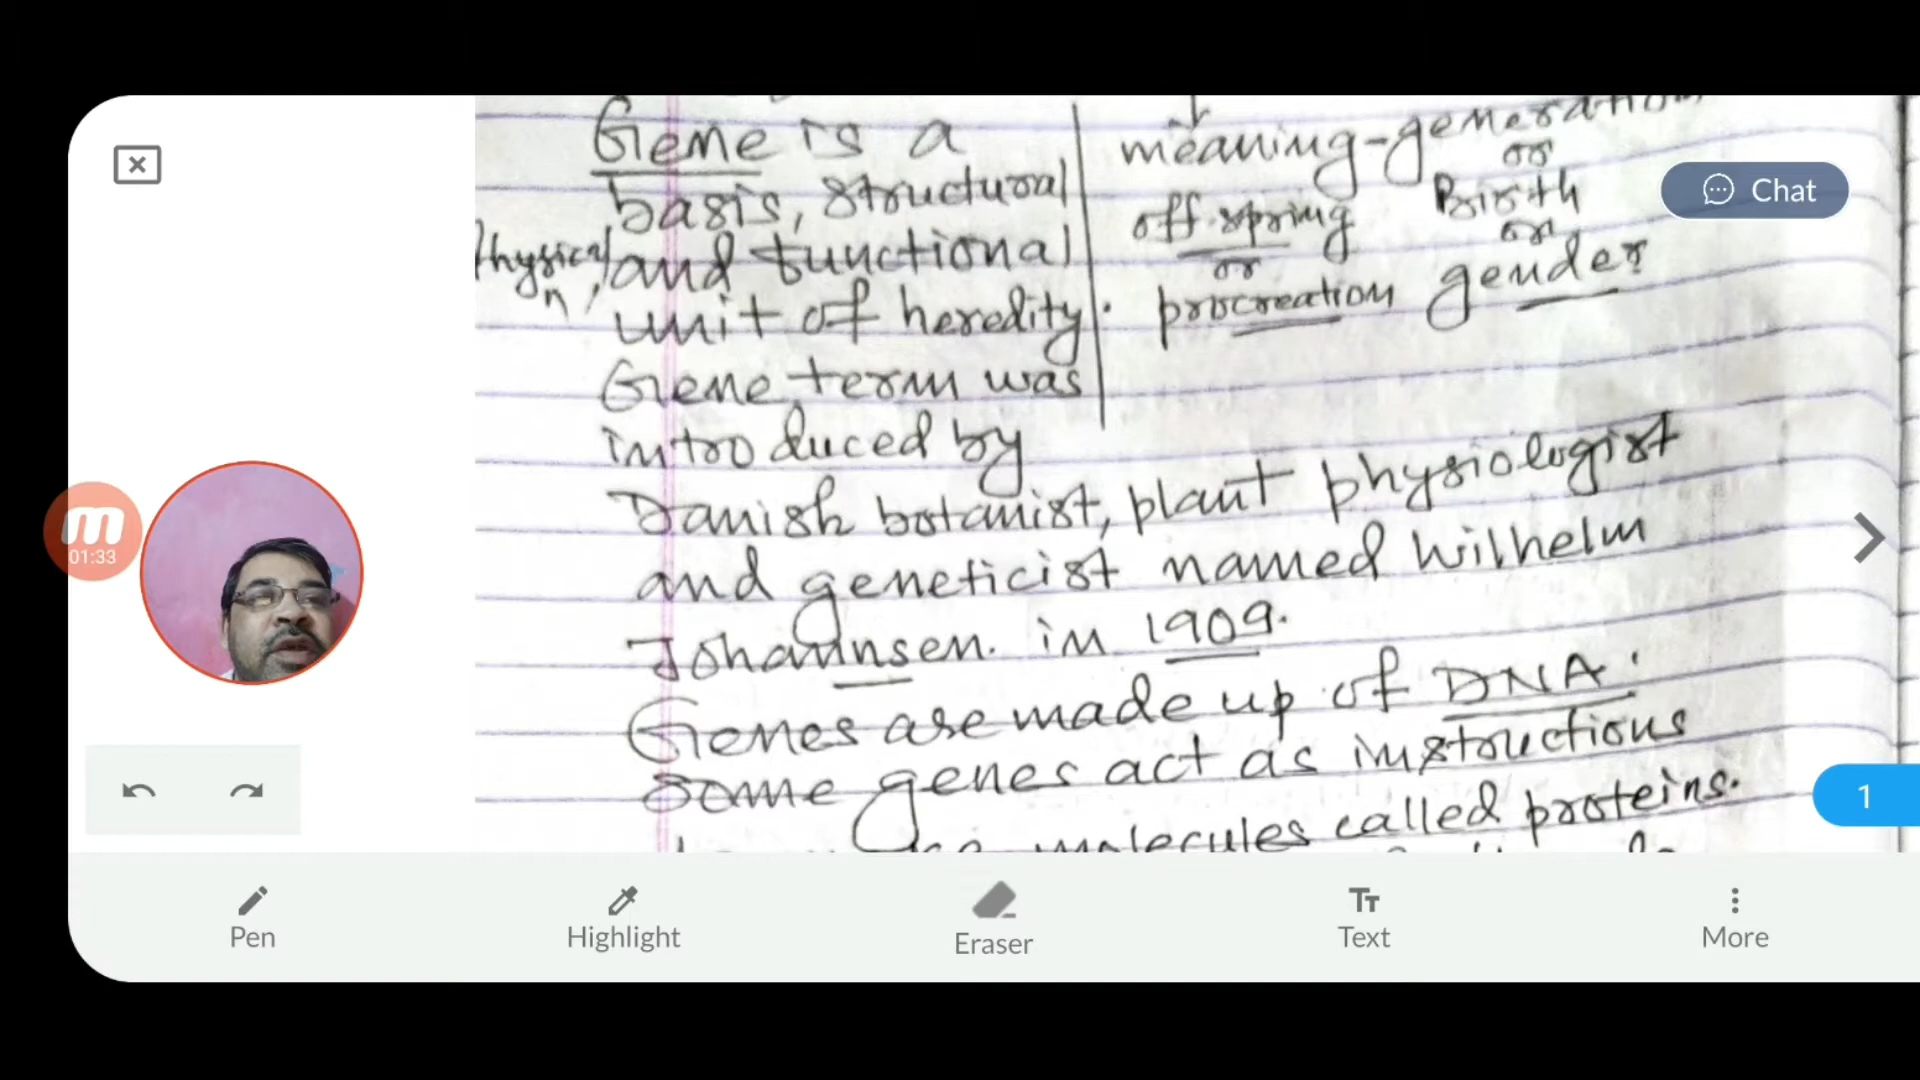 Gene is a
basis, structural
Physical, and functional
unit of heredity.
meaning-generation
or
off-spring Birth
or or
procreation gender
Gene term was
introduced by
Danish botanist, plant physiologist
and geneticist named Wilhelm
Johannsen. in 1909.
Genes are made up of DNA.
Some genes act as instructions
molecules called proteins.
Chat
01:33
1
Pen
Highlight
Eraser
Text
More